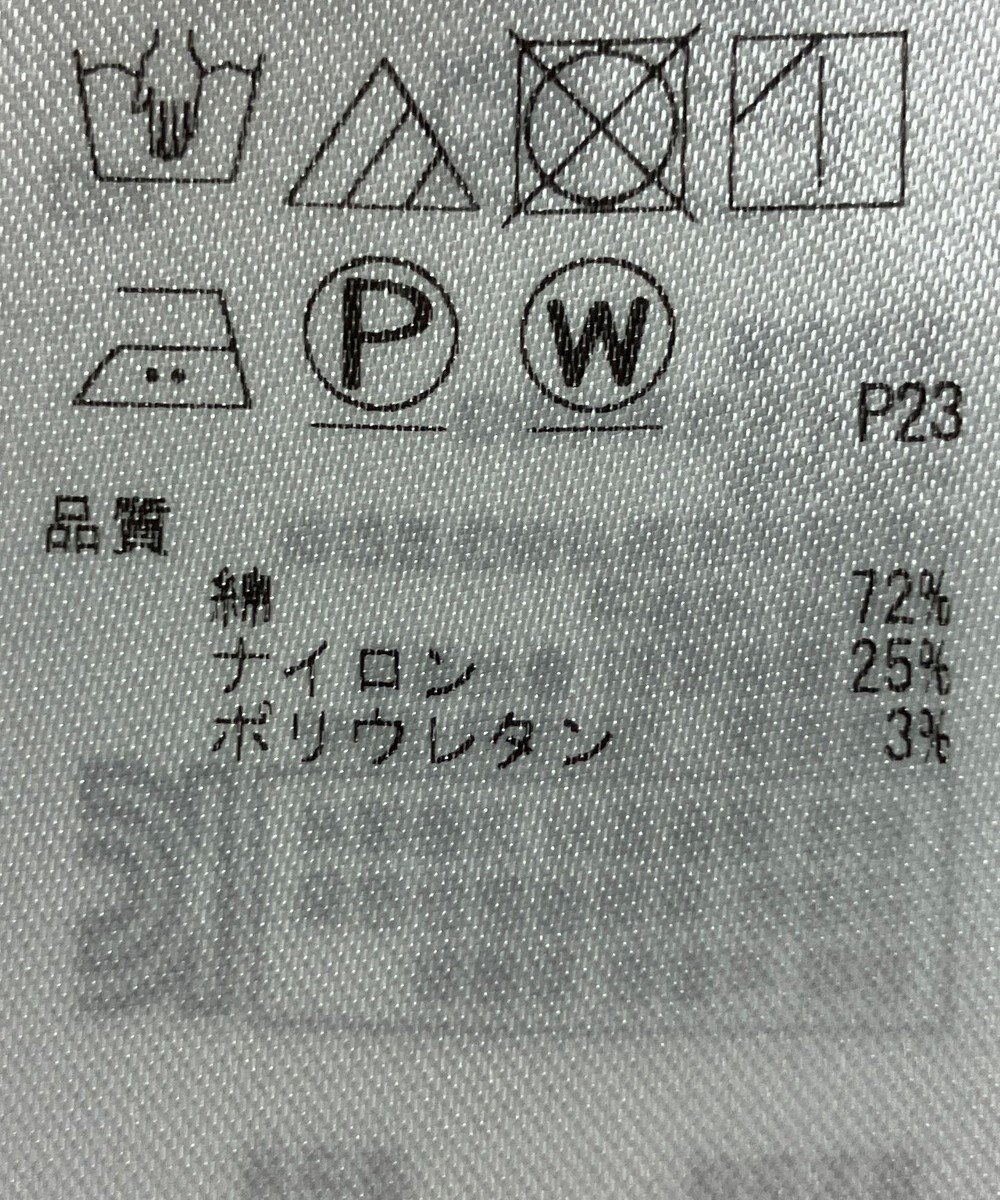 P W
P23
品質
綿 72%
ナイロン 25%
ポリウレタン 3%